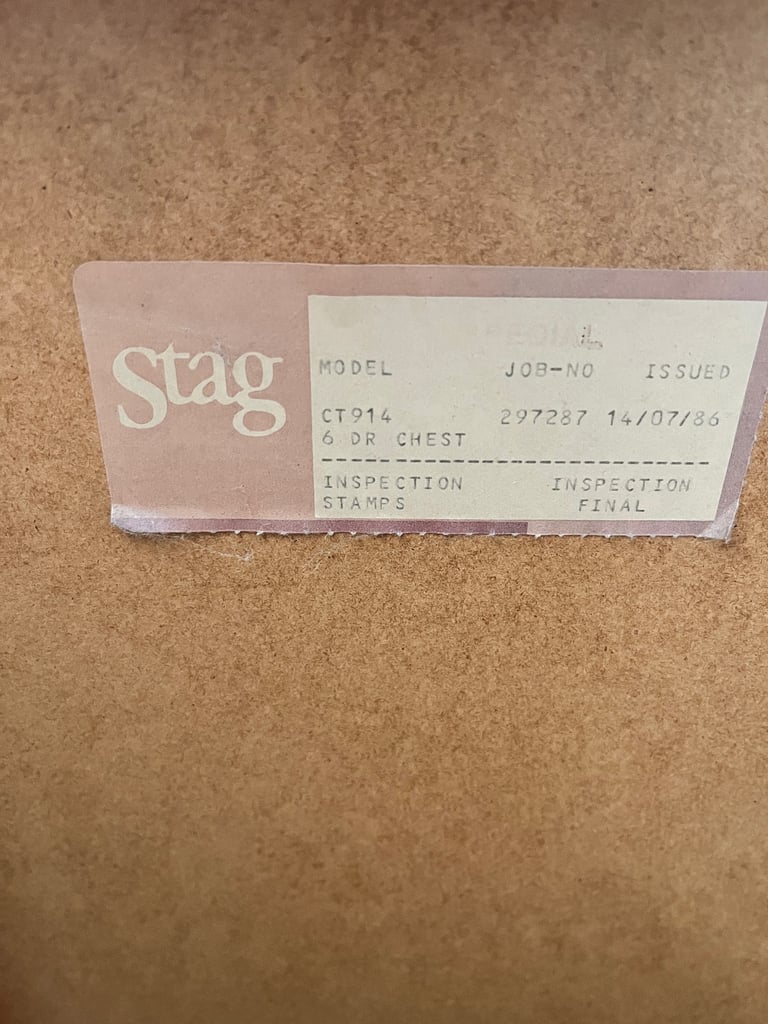 Stag
MODEL JOB-NO ISSUED
CT914 297287 14/07/86
6 DR CHEST
INSPECTION INSPECTION
STAMPS FINAL